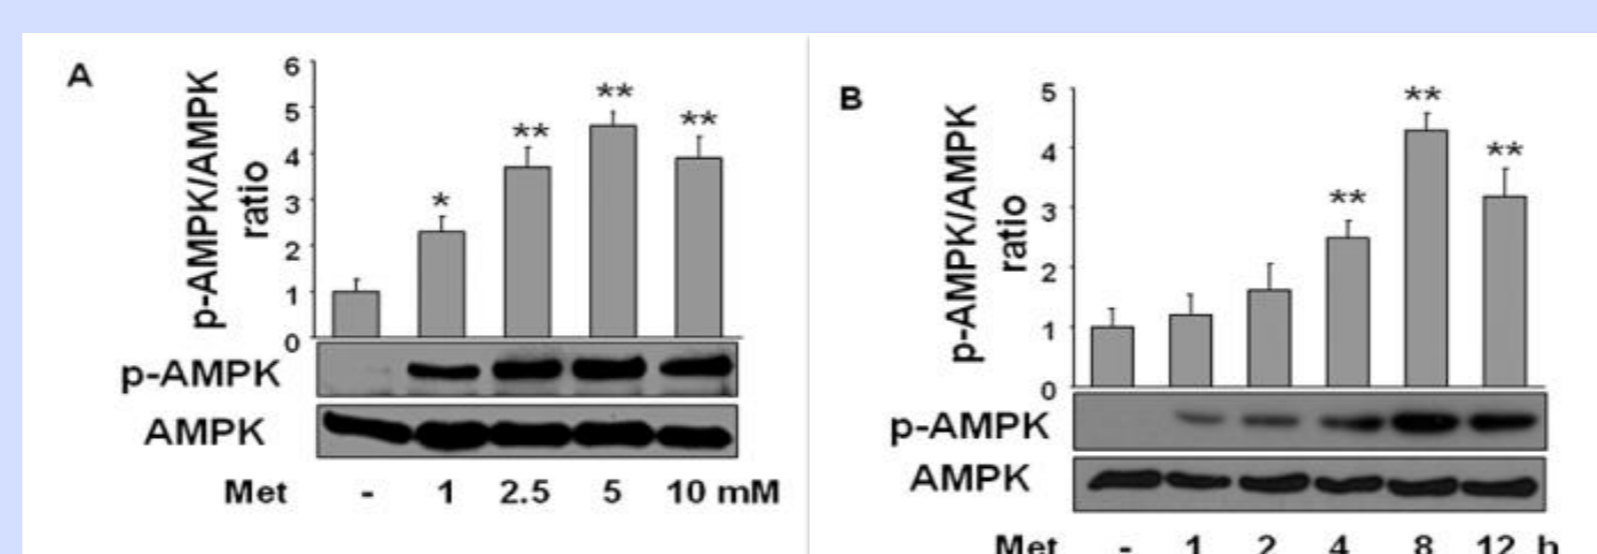 A
p-AMPK/AMPK
ratio
6
5
4
3
2
1
0
*
**
**
**
p-AMPK
AMPK
Met - 1 2.5 5 10 mM
B
p-AMPK/AMPK
ratio
5
4
3
2
1
0
**
**
**
p-AMPK
AMPK
Met - 1 2 4 8 12 h